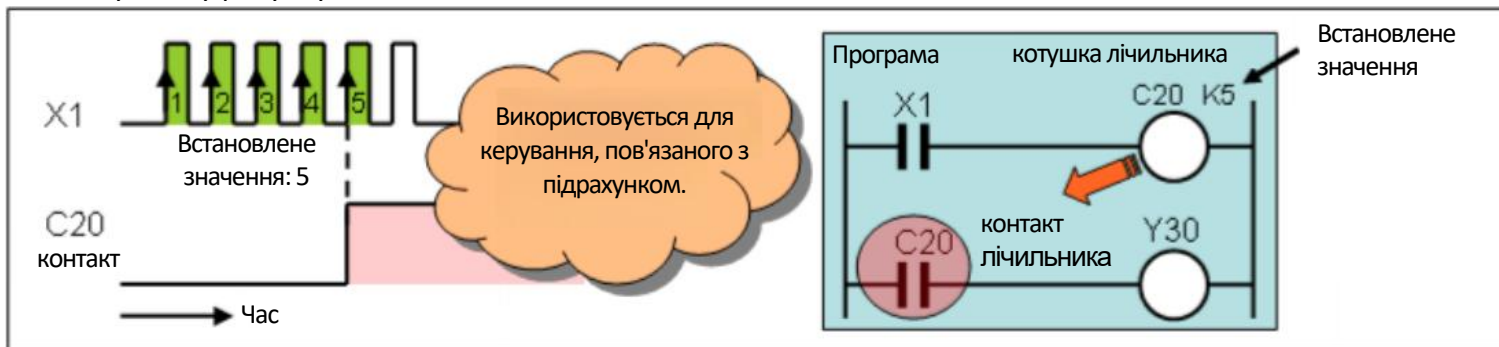 X1
1 2 3 4 5
Встановлене
значення: 5
C20
контакт
Час
Використовується для
керування, пов'язаного з
підрахунком.
Програма
котушка лічильника
X1
C20 K5
контакт
лічильника
C20
Y30
Встановлене
значення